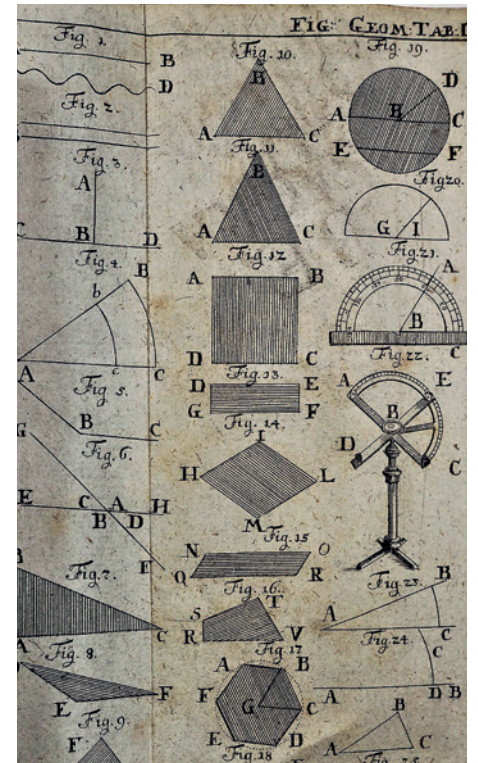 FIG: GEOM. TAB:
Fig. 1.
B
D
Fig. 2.
Fig. 3.
A
C
B
D
Fig. 4.
B
b
A
c
C
Fig. 5.
B
C
G
Fig. 6.
E
C
A
H
B
D
F
Fig. 7.
C
A
Fig. 8.
F
E
Fig. 9.
F
Fig. 10.
B
A
C
Fig. 11.
B
A
C
Fig. 12
A
B
D
C
Fig. 13.
D
E
G
F
Fig. 14.
I
H
L
M
Fig. 15
N
O
Q
R
Fig. 16.
S
T
R
V
Fig. 17
A
B
F
G
C
E
D
Fig. 18
Fig. 19.
D
A
B
C
E
F
Fig 20.
G
I
Fig. 21.
A
B
C
Fig. 22.
A
E
B
D
C
Fig. 23.
B
A
C
Fig. 24.
c
A
D
B
B
A
C
Fig. 25